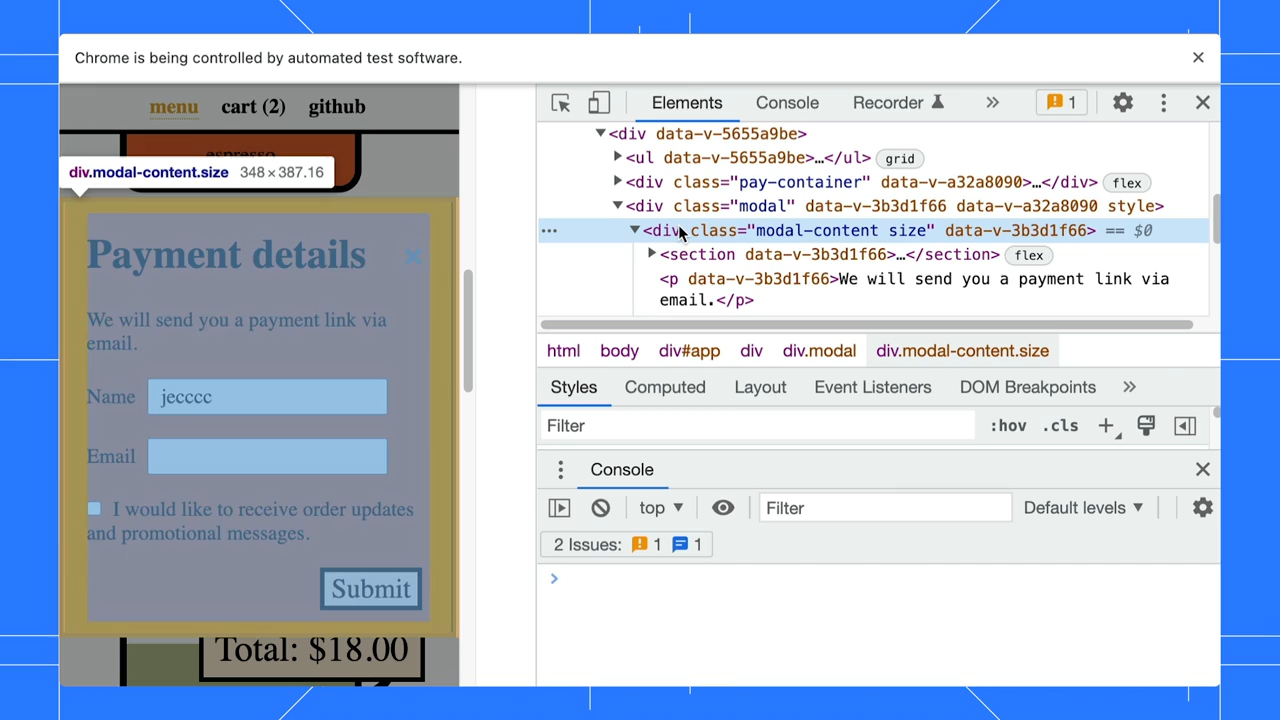 Chrome is being controlled by automated test software.
menu cart (2) github
espresso
div.modal-content.size 348 × 387.16
Payment details
We will send you a payment link via
email.
Name jecccc
Email
I would like to receive order updates
and promotional messages.
Submit
Total: $18.00
Elements Console Recorder 1
<div data-v-5655a9be>
<ul data-v-5655a9be>…</ul> grid
<div class="pay-container" data-v-a32a8090>…</div> flex
<div class="modal" data-v-3b3d1f66 data-v-a32a8090 style>
<div class="modal-content size" data-v-3b3d1f66> == $0
<section data-v-3b3d1f66>…</section> flex
<p data-v-3b3d1f66>We will send you a payment link via
email.</p>
html body div#app div div.modal div.modal-content.size
Styles Computed Layout Event Listeners DOM Breakpoints
Filter :hov .cls
Console
top Filter Default levels
2 Issues: 1 1